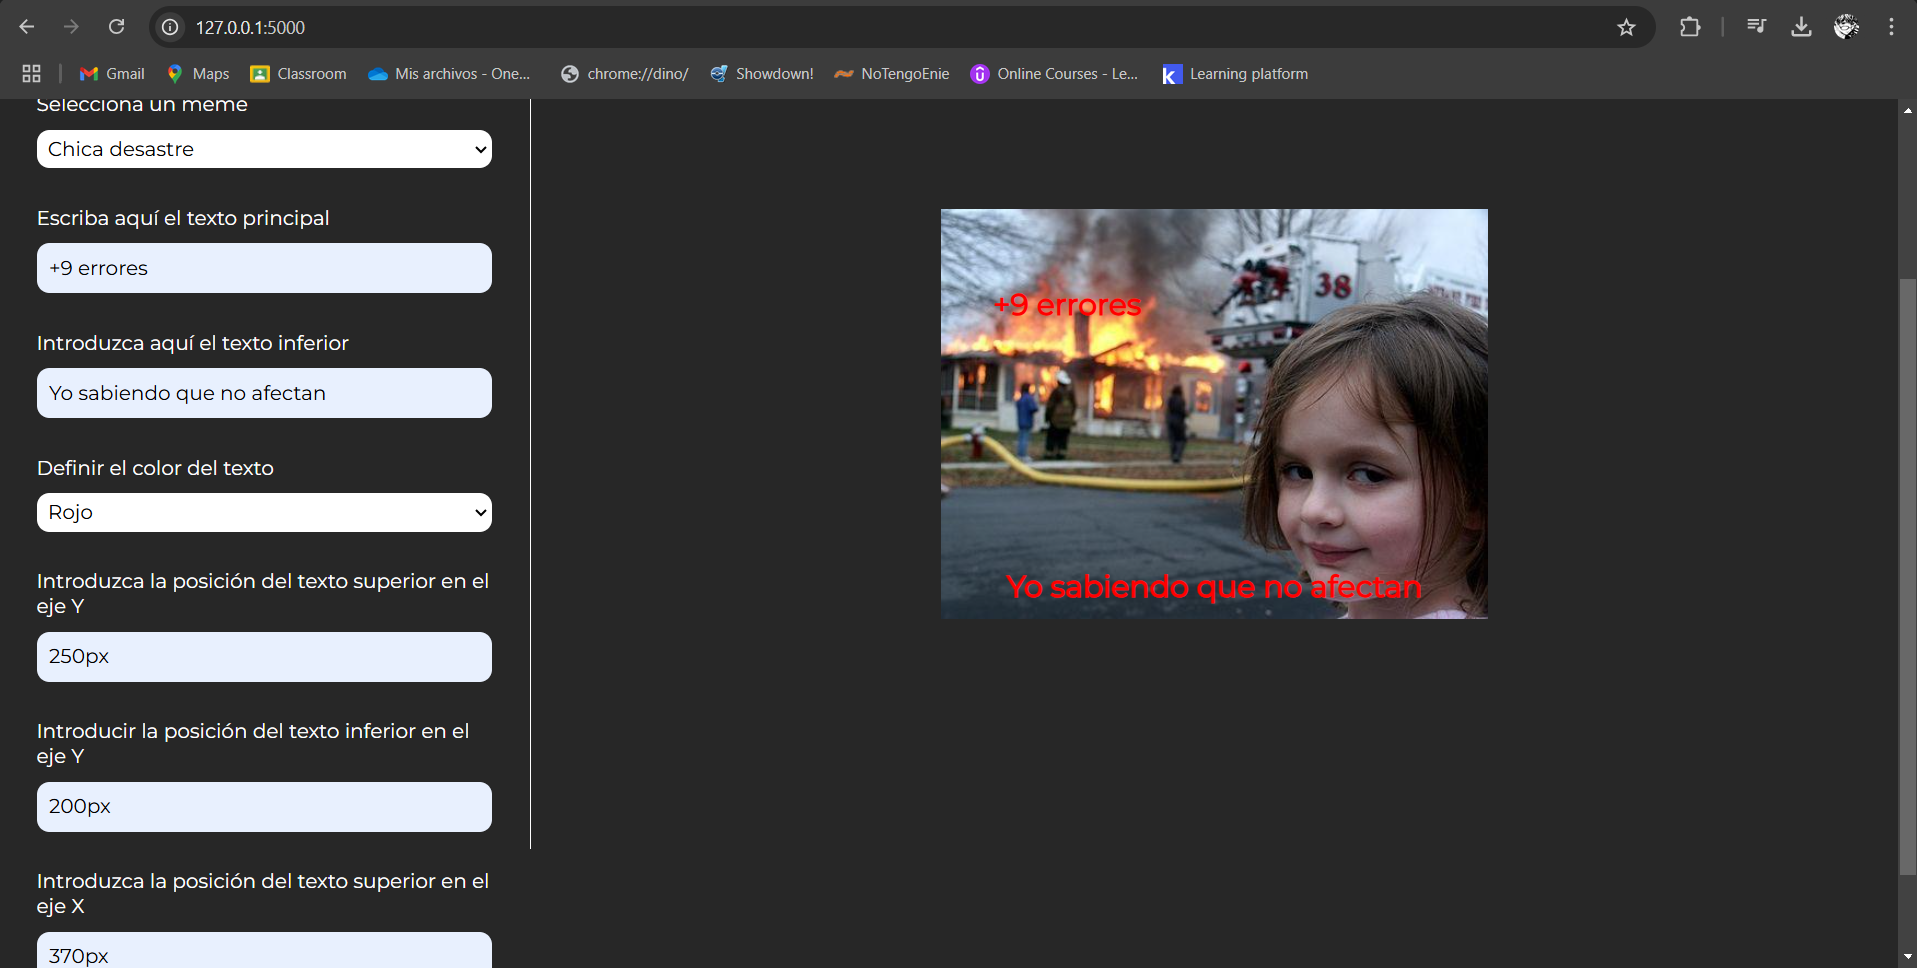 127.0.0.1:5000
Gmail
Maps
Classroom
Mis archivos - One...
chrome://dino/
Showdown!
NoTengoEnie
Online Courses - Le...
Learning platform
Selecciona un meme
Chica desastre
Escriba aquí el texto principal
+9 errores
Introduzca aquí el texto inferior
Yo sabiendo que no afectan
Definir el color del texto
Rojo
Introduzca la posición del texto superior en el
eje Y
250px
Introducir la posición del texto inferior en el
eje Y
200px
Introduzca la posición del texto superior en el
eje X
370px
38
+9 errores
Yo sabiendo que no afectan